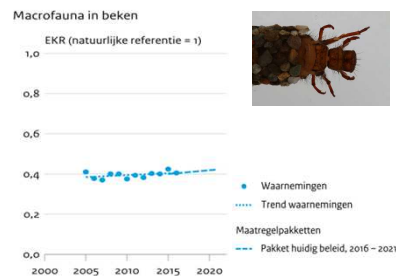 Macrofauna in beken
EKR (natuurlijke referentie = 1)
1,0
0,8
0,6
0,4
0,2
0,0
2000 2005 2010 2015 2020
Waarnemingen
Trend waarnemingen
Maatregelpakketten
Pakket huidig beleid, 2016 – 2021